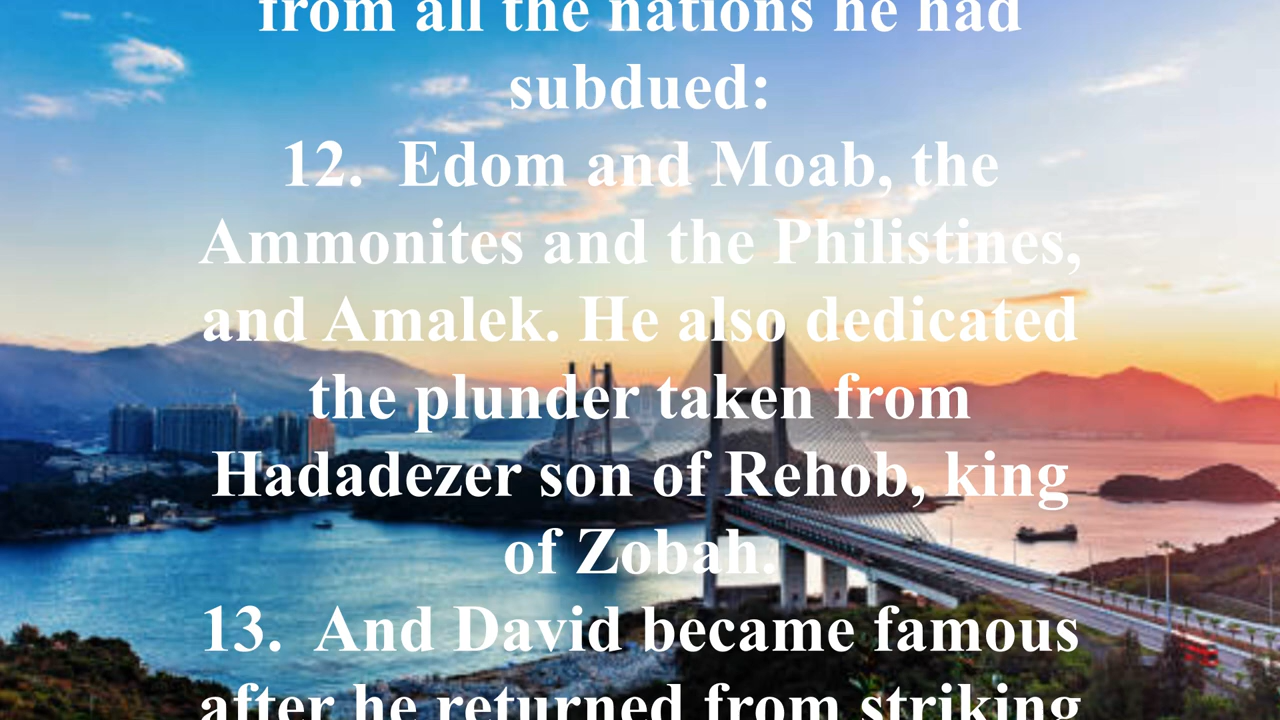 from all the nations he had
subdued:
12.  Edom and Moab, the
Ammonites and the Philistines,
and Amalek. He also dedicated
the plunder taken from
Hadadezer son of Rehob, king
of Zobah.
13.  And David became famous
after he returned from striking